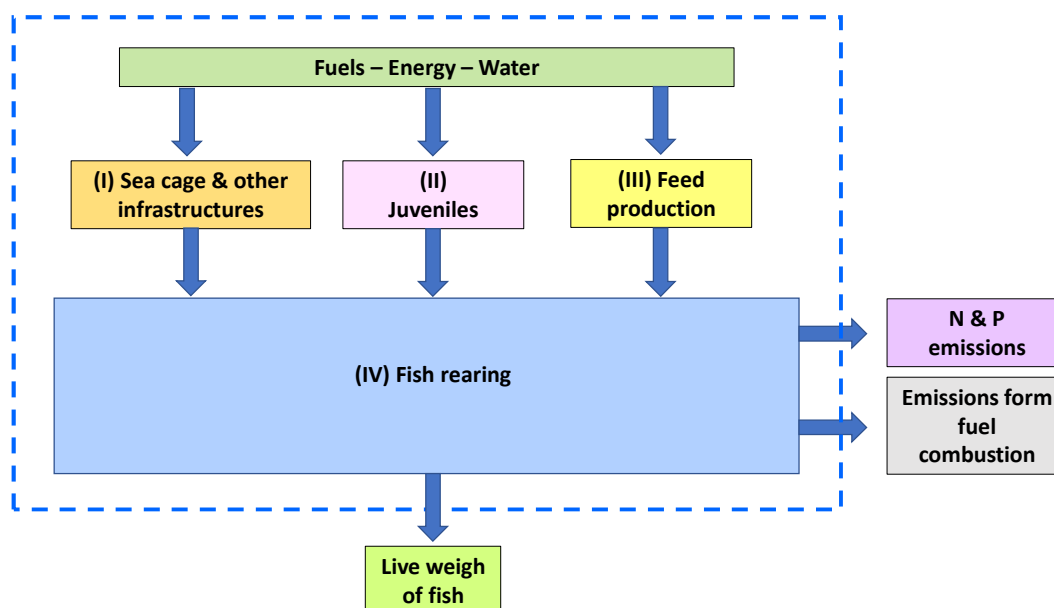 Fuels – Energy – Water
(I) Sea cage & other
infrastructures
(II)
Juveniles
(III) Feed
production
(IV) Fish rearing
N & P
emissions
Emissions form
fuel
combustion
Live weigh
of fish